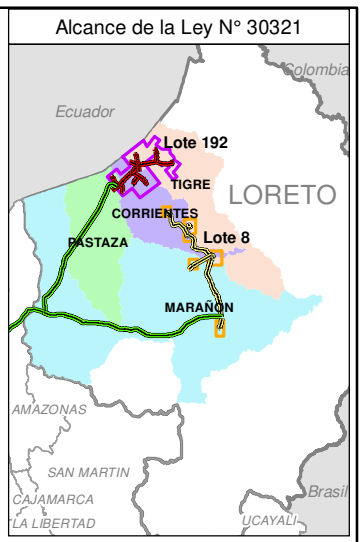 Alcance de la Ley N° 30321
Colombia
Ecuador
Lote 192
TIGRE
LORETO
CORRIENTES
Lote 8
PASTAZA
MARAÑON
AMAZONAS
SAN MARTIN
CAJAMARCA
LA LIBERTAD
Brasil
UCAYALI